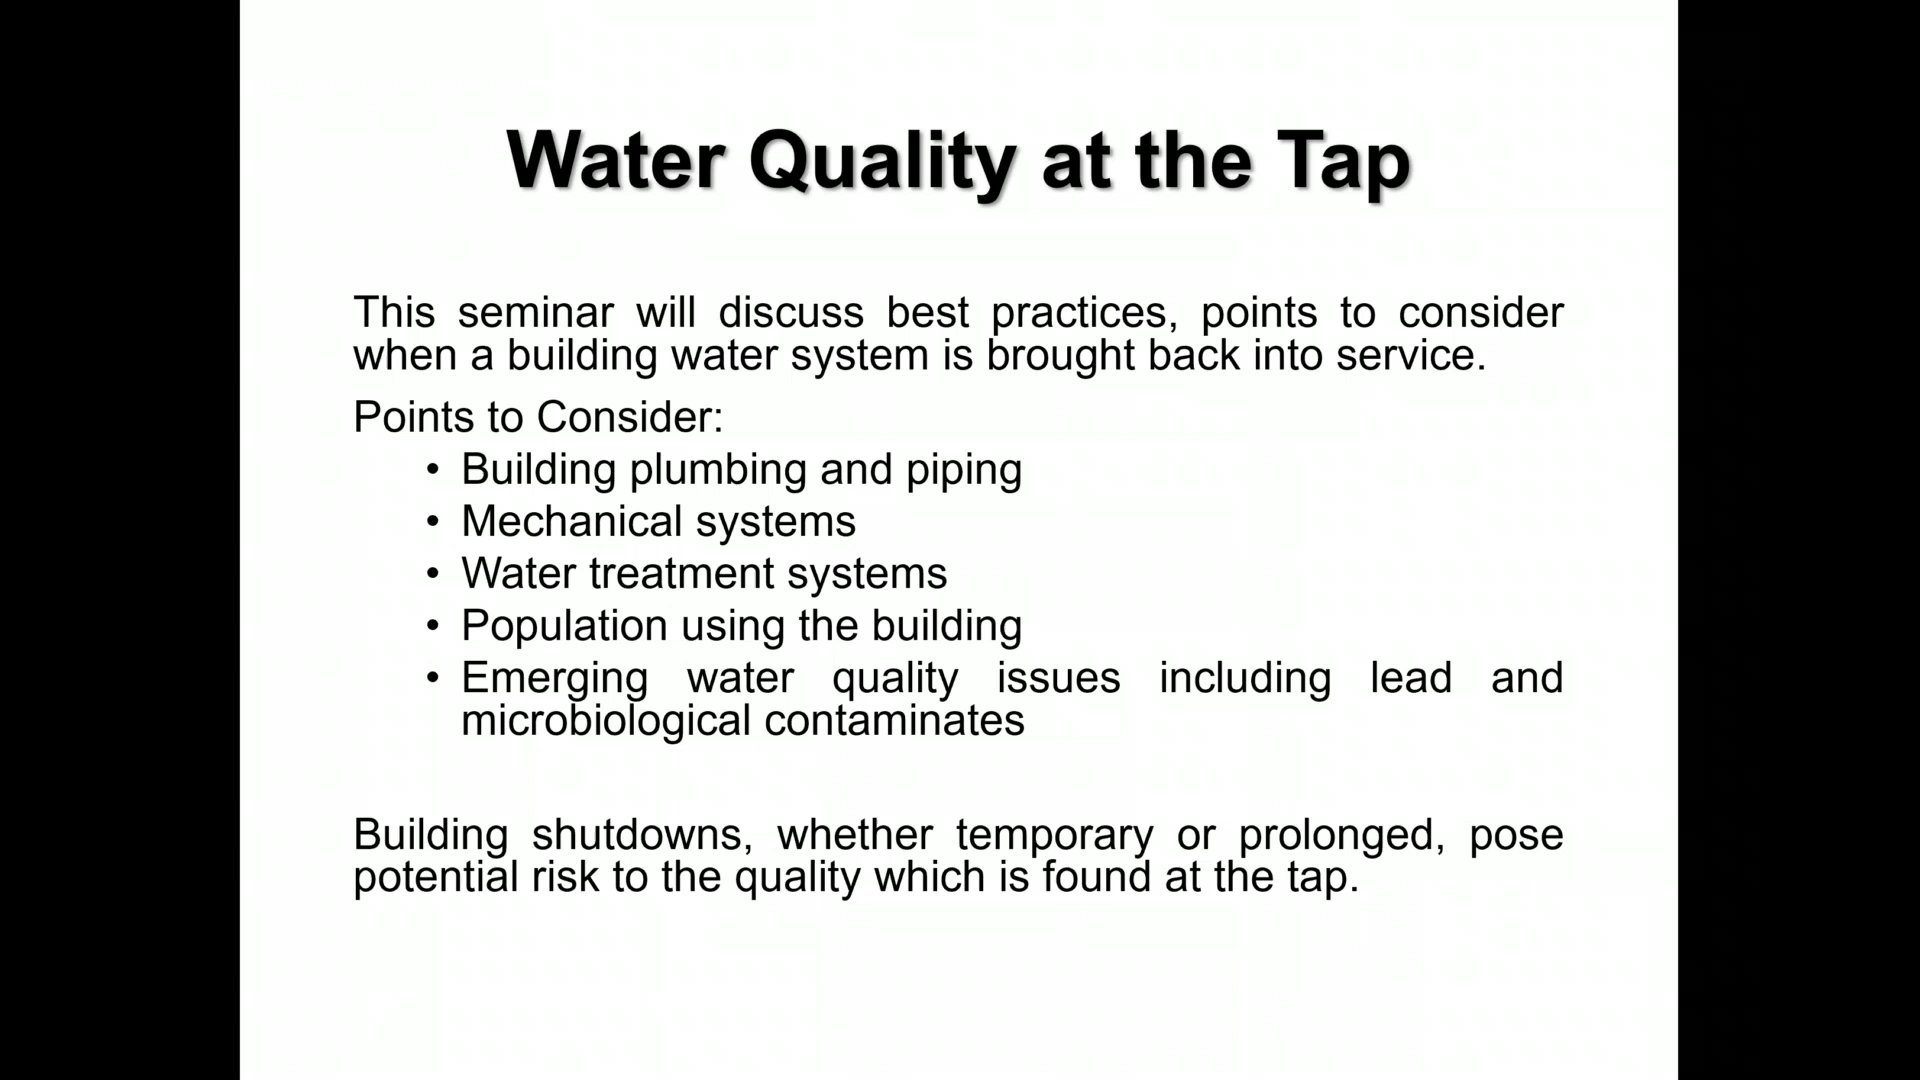 Water Quality at the Tap
This seminar will discuss best practices, points to consider
when a building water system is brought back into service.
Points to Consider:
• Building plumbing and piping
• Mechanical systems
• Water treatment systems
• Population using the building
• Emerging water quality issues including lead and
microbiological contaminates
Building shutdowns, whether temporary or prolonged, pose
potential risk to the quality which is found at the tap.